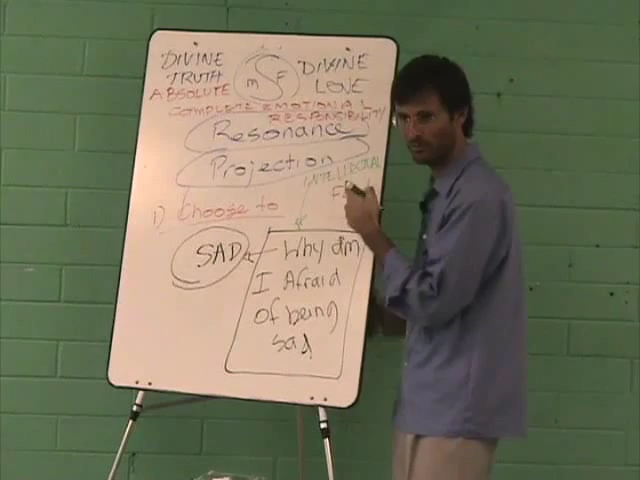 DIVINE
TRUTH
ABSOLUTE
m F
DIVINE
LOVE
COMPLETE EMOTIONAL
RESPONSIBILITY
Resonance
Projection
1) Choose to
SAD
Why am
I Afraid
of being
sad